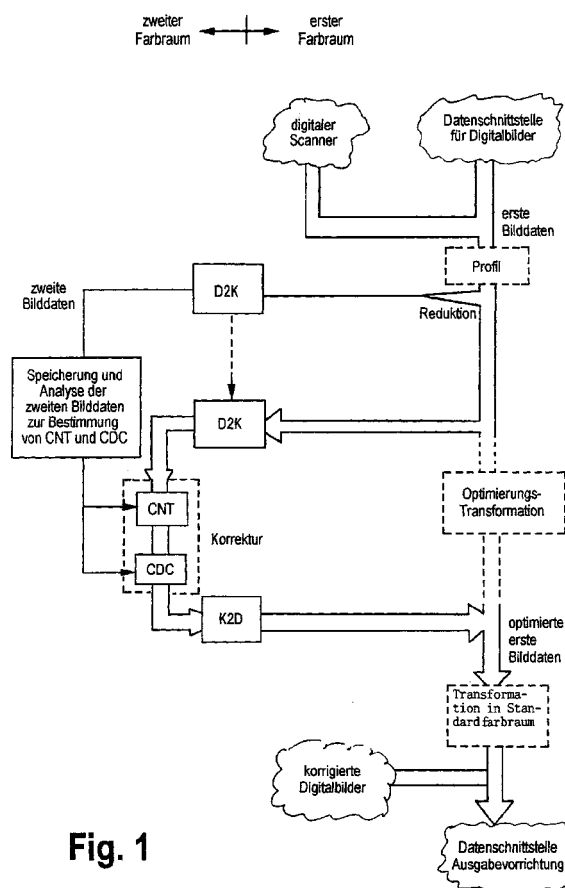 zweiter
Farbraum
erster
Farbraum
digitaler
Scanner
Datenschnittstelle
für Digitalbilder
erste
Bilddaten
Profil
zweite
Bilddaten
D2K
Reduktion
Speicherung und
Analyse der
zweiten Bilddaten
zur Bestimmung
von CNT und CDC
D2K
Optimierungs-
Transformation
CNT
Korrektur
CDC
K2D
optimierte
erste
Bilddaten
Transforma-
tion in Stan-
dardfarbraum
korrigierte
Digitalbilder
Fig. 1
Datenschnittstelle
Ausgabevorrichtung